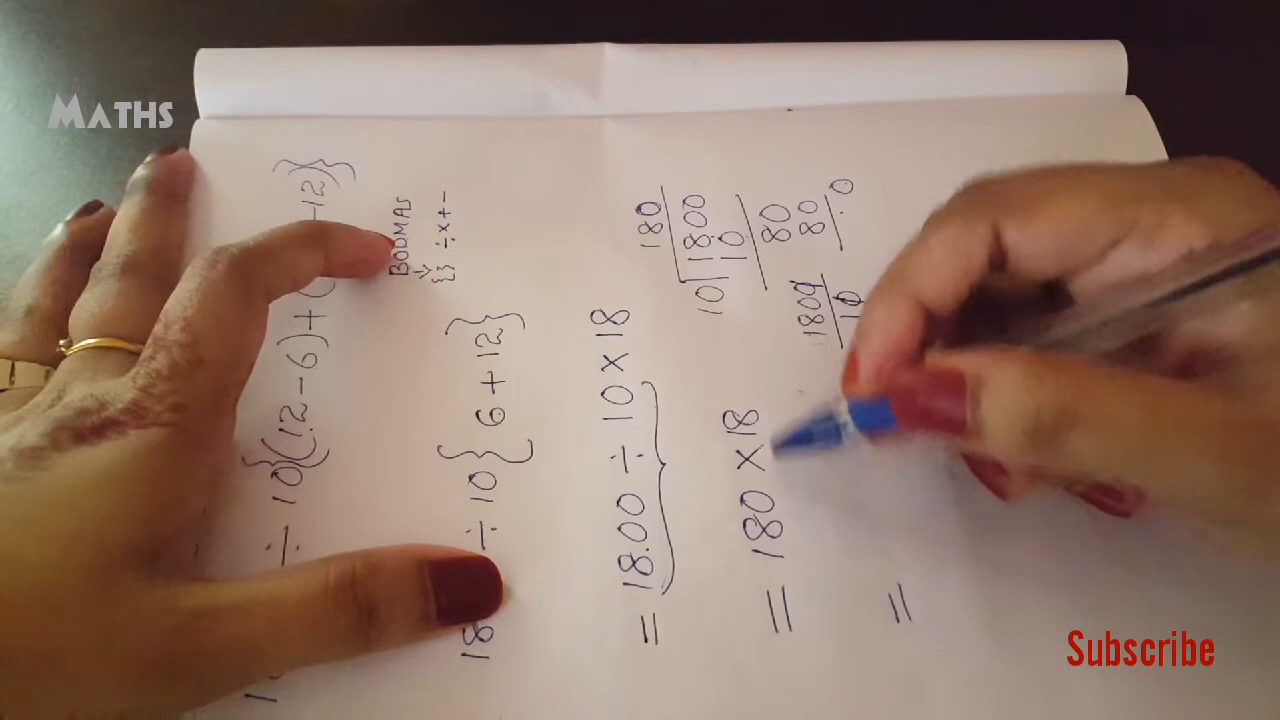 MATHS
÷ 10{(12-6)+( -12)}
BODMAS
↓
{} ÷ × + -
18 ÷ 10{6+12}
= 18.00 ÷ 10 × 18
180
10 1800
10
80
80
.0
1800
10
= 180 × 18
=
Subscribe